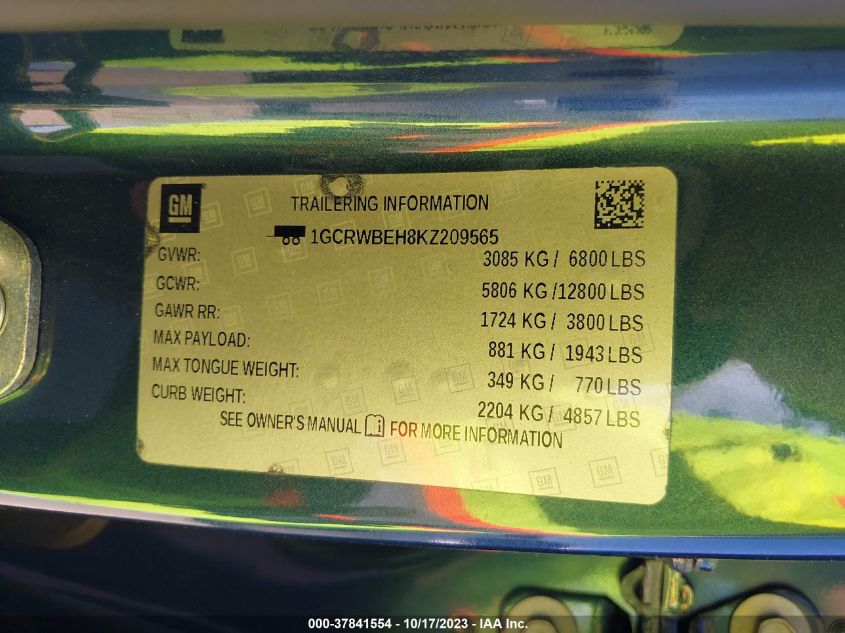 GM
TRAILERING INFORMATION
1GCRWBEH8KZ209565
GVWR: 3085 KG / 6800 LBS
GCWR: 5806 KG /12800 LBS
GAWR RR: 1724 KG / 3800 LBS
MAX PAYLOAD: 881 KG / 1943 LBS
MAX TONGUE WEIGHT: 349 KG / 770 LBS
CURB WEIGHT: 2204 KG / 4857 LBS
SEE OWNER'S MANUAL FOR MORE INFORMATION
000-37841554 - 10/17/2023 - IAA Inc.